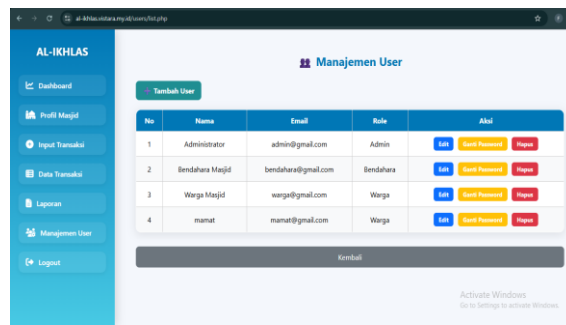 al-ikhlas.vistara.my.id/users/list.php
AL-IKHLAS
Dashboard
Profil Masjid
Input Transaksi
Data Transaksi
Laporan
Manajemen User
Logout
Manajemen User
Tambah User
No Nama Email Role Aksi
1 Administrator admin@gmail.com Admin Edit Ganti Password Hapus
2 Bendahara Masjid bendahara@gmail.com Bendahara Edit Ganti Password Hapus
3 Warga Masjid warga@gmail.com Warga Edit Ganti Password Hapus
4 mamat mamat@gmail.com Warga Edit Ganti Password Hapus
Kembali
Activate Windows
Go to Settings to activate Windows.